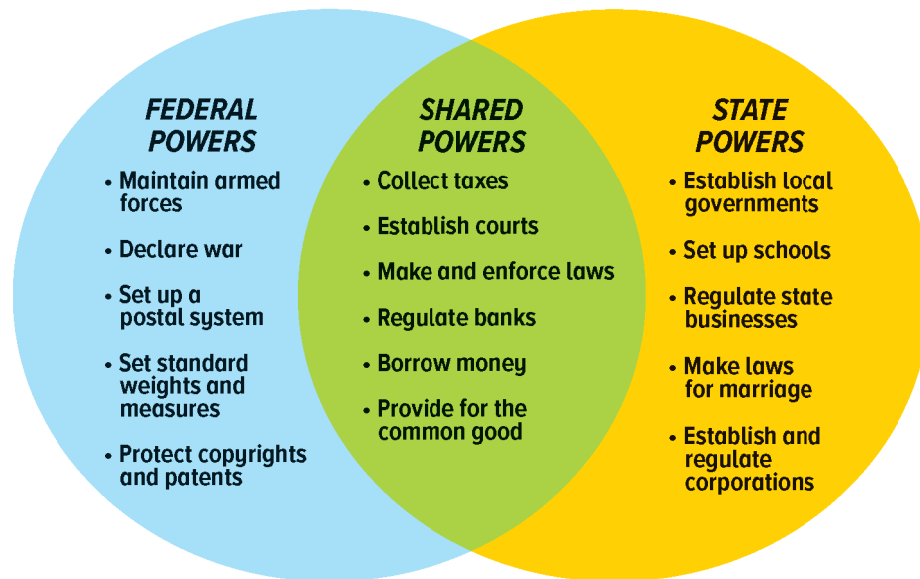 FEDERAL
POWERS
• Maintain armed
forces
• Declare war
• Set up a
postal system
• Set standard
weights and
measures
• Protect copyrights
and patents
SHARED
POWERS
• Collect taxes
• Establish courts
• Make and enforce laws
• Regulate banks
• Borrow money
• Provide for the
common good
STATE
POWERS
• Establish local
governments
• Set up schools
• Regulate state
businesses
• Make laws
for marriage
• Establish and
regulate
corporations